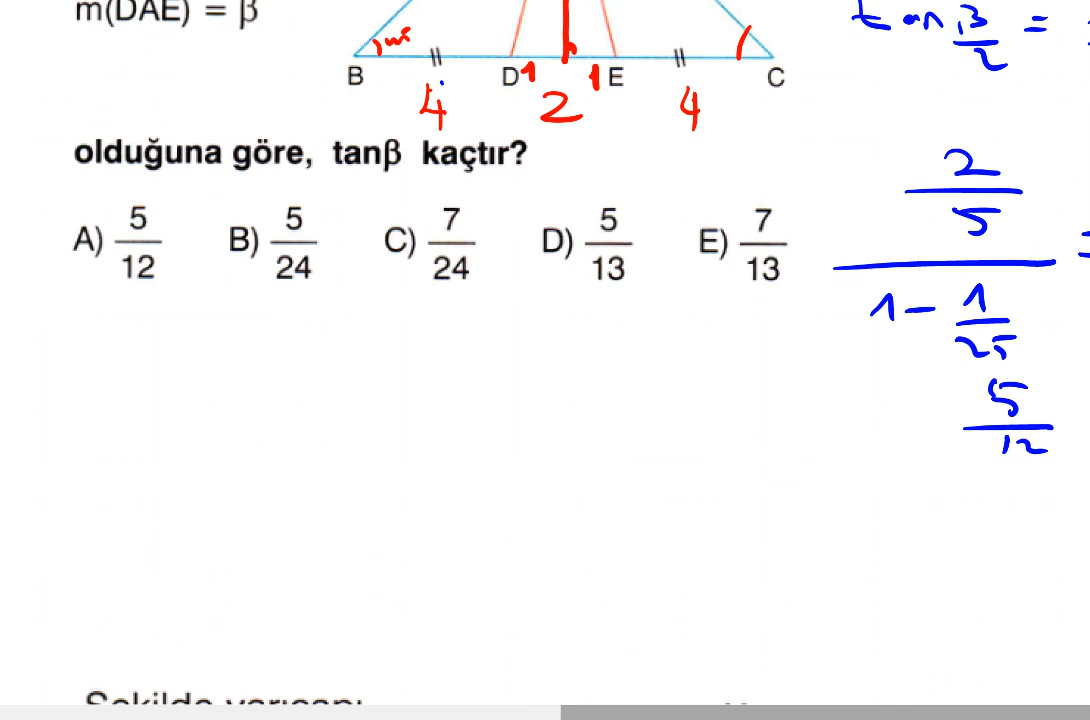 m(DAE) = β
tan β/2 =
B D 1 1 E C
4 2 4
olduğuna göre, tanβ kaçtır?
A) 5/12 B) 5/24 C) 7/24 D) 5/13 E) 7/13
2/5
=
1 - 1/25
5/12